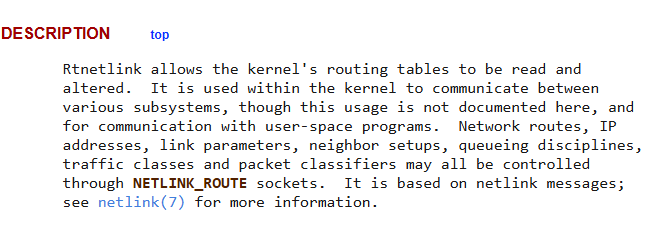 DESCRIPTION top
Rtnetlink allows the kernel's routing tables to be read and
altered. It is used within the kernel to communicate between
various subsystems, though this usage is not documented here, and
for communication with user-space programs. Network routes, IP
addresses, link parameters, neighbor setups, queueing disciplines,
traffic classes and packet classifiers may all be controlled
through NETLINK_ROUTE sockets. It is based on netlink messages;
see netlink(7) for more information.